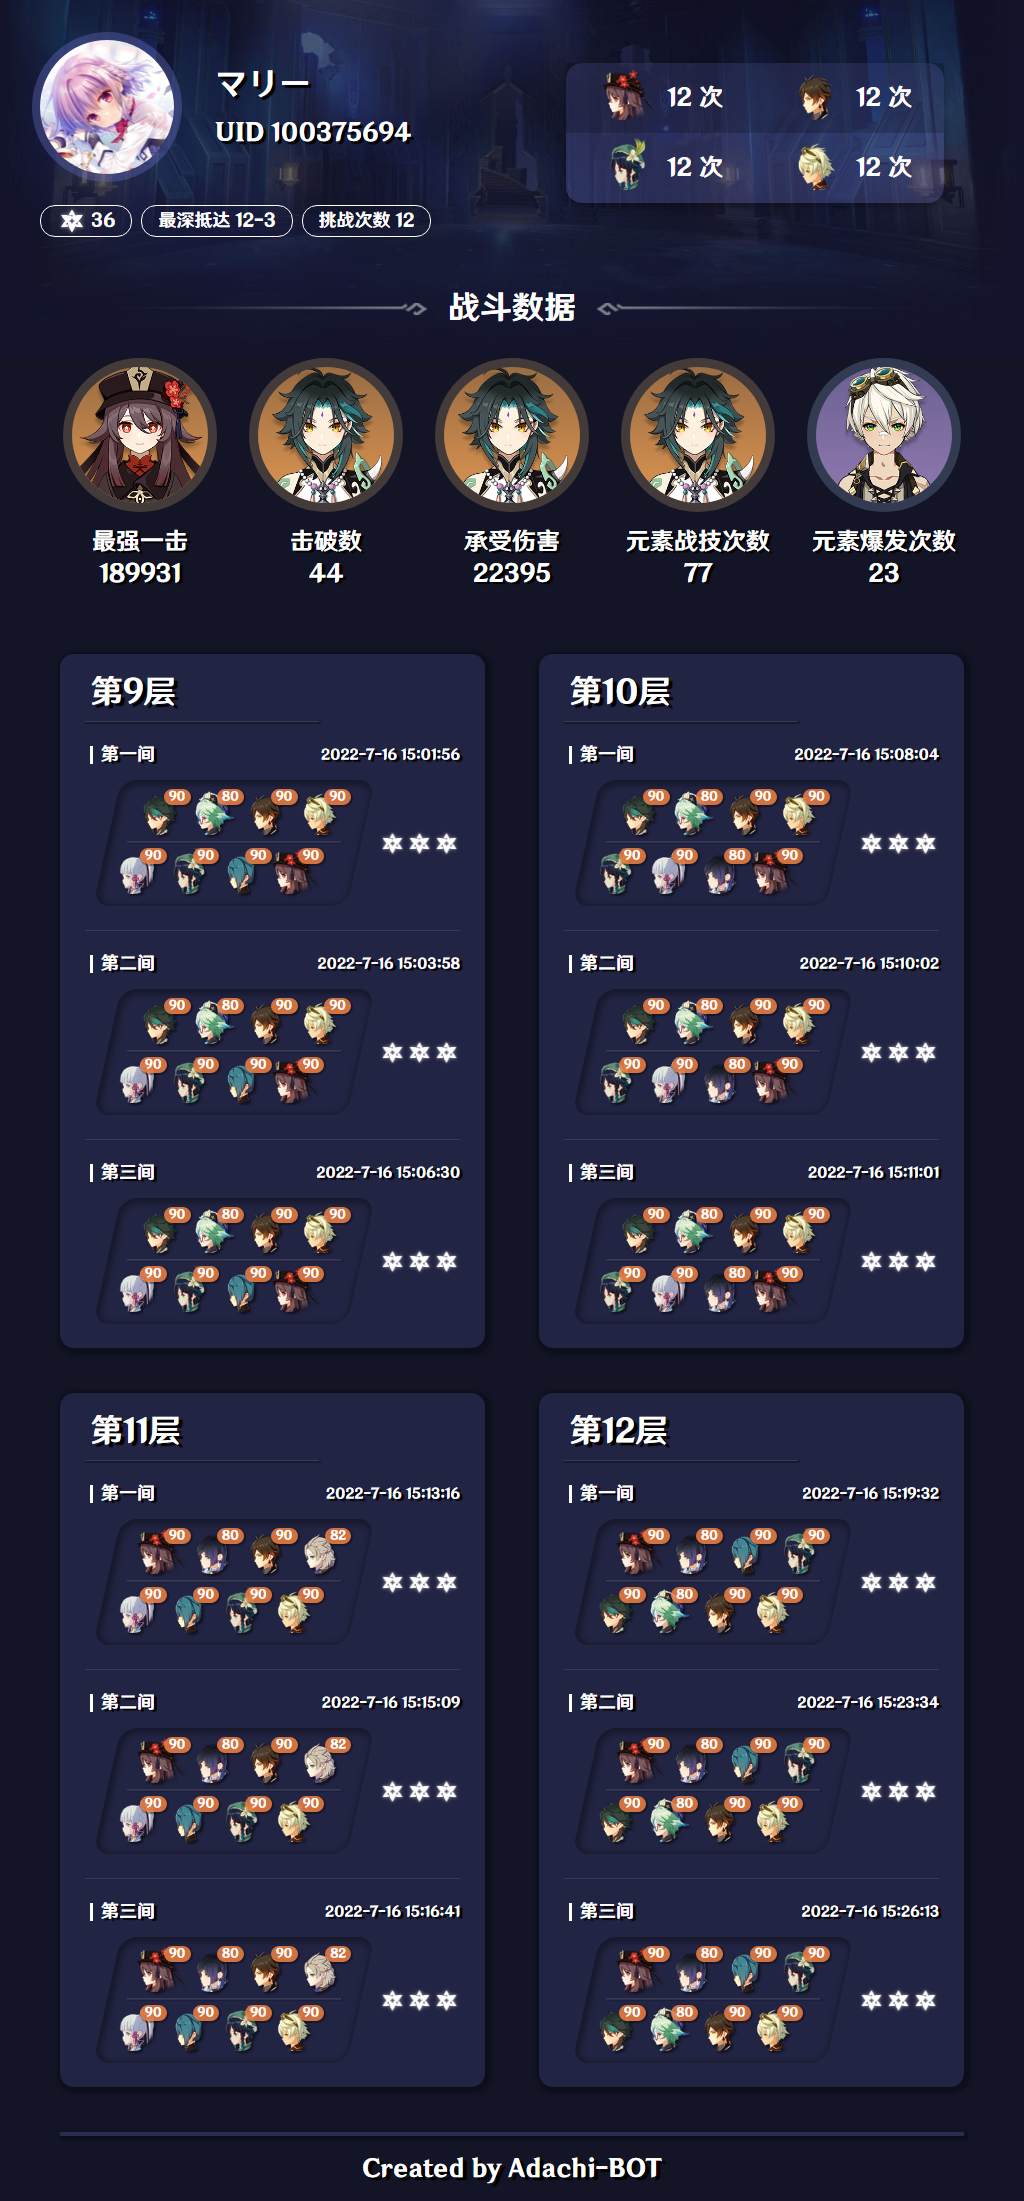 マリー
UID 100375694
12 次
12 次
12 次
12 次
36
最深抵达 12-3
挑战次数 12
战斗数据
最强一击
189931
击破数
44
承受伤害
22395
元素战技次数
77
元素爆发次数
23
第9层
第一间 2022-7-16 15:01:56
90 80 90 90
90 90 90 90
第二间 2022-7-16 15:03:58
90 80 90 90
90 90 90 90
第三间 2022-7-16 15:06:30
90 80 90 90
90 90 90 90
第10层
第一间 2022-7-16 15:08:04
90 80 90 90
90 90 80 90
第二间 2022-7-16 15:10:02
90 80 90 90
90 90 80 90
第三间 2022-7-16 15:11:01
90 80 90 90
90 90 80 90
第11层
第一间 2022-7-16 15:13:16
90 80 90 82
90 90 90 90
第二间 2022-7-16 15:15:09
90 80 90 82
90 90 90 90
第三间 2022-7-16 15:16:41
90 80 90 82
90 90 90 90
第12层
第一间 2022-7-16 15:19:32
90 80 90 90
90 80 90 90
第二间 2022-7-16 15:23:34
90 80 90 90
90 80 90 90
第三间 2022-7-16 15:26:13
90 80 90 90
90 80 90 90
Created by Adachi-BOT